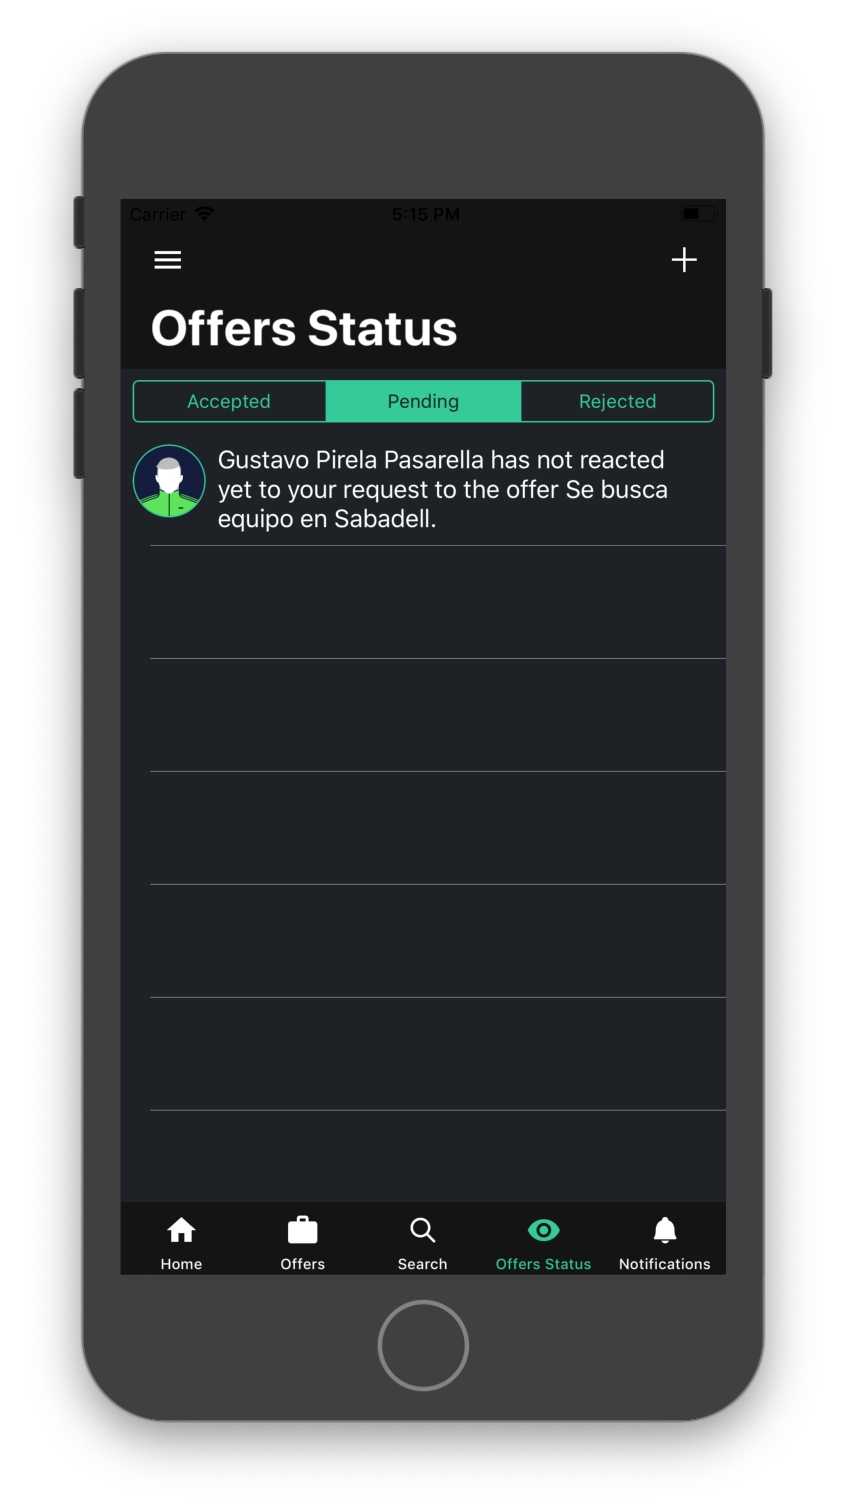 Carrier
5:15 PM
Offers Status
Accepted
Pending
Rejected
Gustavo Pirela Pasarella has not reacted
yet to your request to the offer Se busca
equipo en Sabadell.
Home
Offers
Search
Offers Status
Notifications